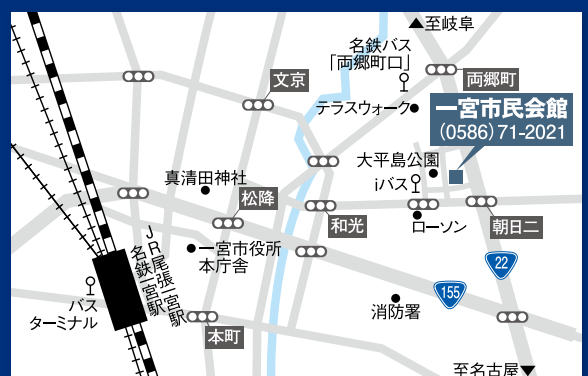 ▲至岐阜
名鉄バス
「両郷町口」
両郷町
文京
テラスウォーク
一宮市民会館
(0586)71-2021
大平島公園
iバス
真清田神社
松降
和光
ローソン
朝日二
一宮市役所
本庁舎
JR尾張一宮駅
名鉄一宮駅
22
155
バス
ターミナル
消防署
本町
至名古屋▼